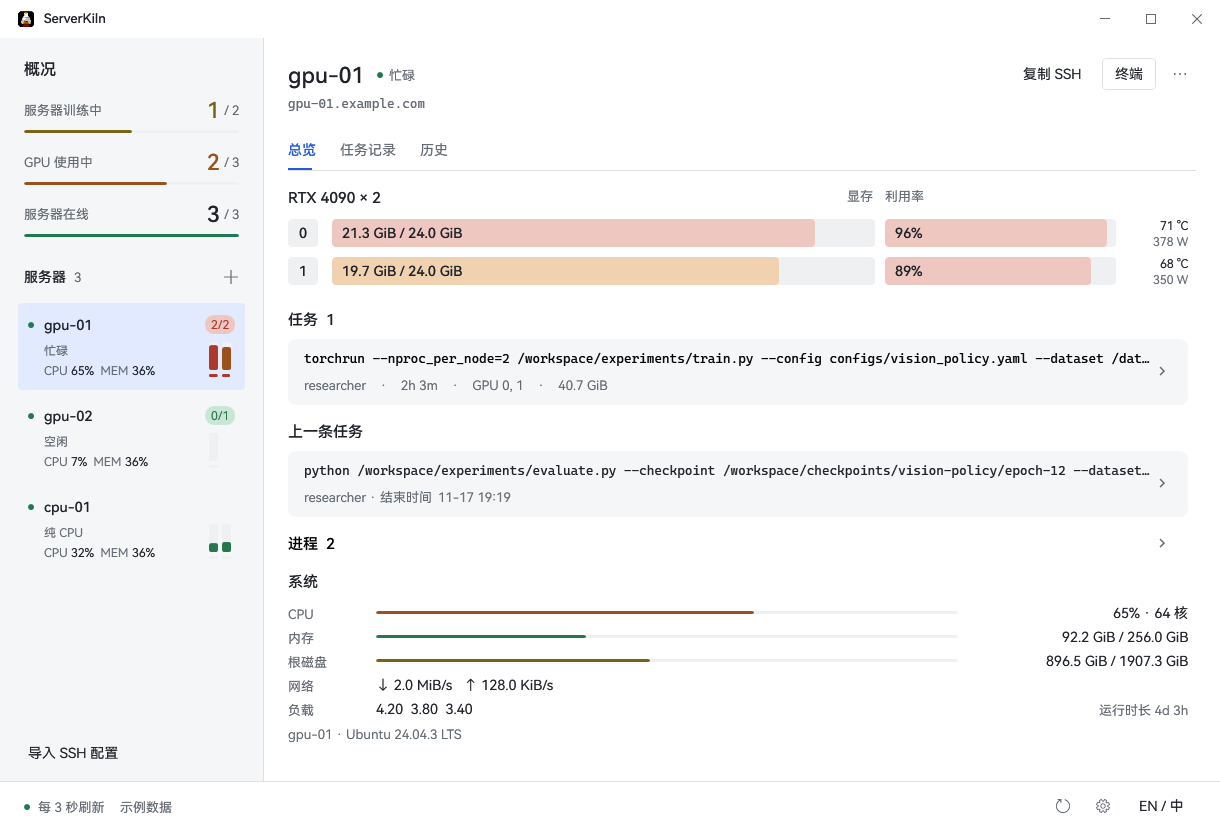 ServerKiln
概况
服务器训练中 1 / 2
GPU 使用中 2 / 3
服务器在线 3 / 3
服务器 3
gpu-01 2/2
忙碌
CPU 65% MEM 36%
gpu-02 0/1
空闲
CPU 7% MEM 36%
cpu-01
纯 CPU
CPU 32% MEM 36%
导入 SSH 配置
gpu-01 忙碌
gpu-01.example.com
复制 SSH 终端 ···
总览 任务记录 历史
RTX 4090 × 2 显存 利用率
0 21.3 GiB / 24.0 GiB 96% 71 ℃
378 W
1 19.7 GiB / 24.0 GiB 89% 68 ℃
350 W
任务 1
torchrun --nproc_per_node=2 /workspace/experiments/train.py --config configs/vision_policy.yaml --dataset /dat…
researcher · 2h 3m · GPU 0, 1 · 40.7 GiB
上一条任务
python /workspace/experiments/evaluate.py --checkpoint /workspace/checkpoints/vision-policy/epoch-12 --dataset…
researcher · 结束时间 11-17 19:19
进程 2
系统
CPU 65% · 64 核
内存 92.2 GiB / 256.0 GiB
根磁盘 896.5 GiB / 1907.3 GiB
网络 ↓ 2.0 MiB/s ↑ 128.0 KiB/s
负载 4.20 3.80 3.40 运行时长 4d 3h
gpu-01 · Ubuntu 24.04.3 LTS
每 3 秒刷新 示例数据 EN / 中